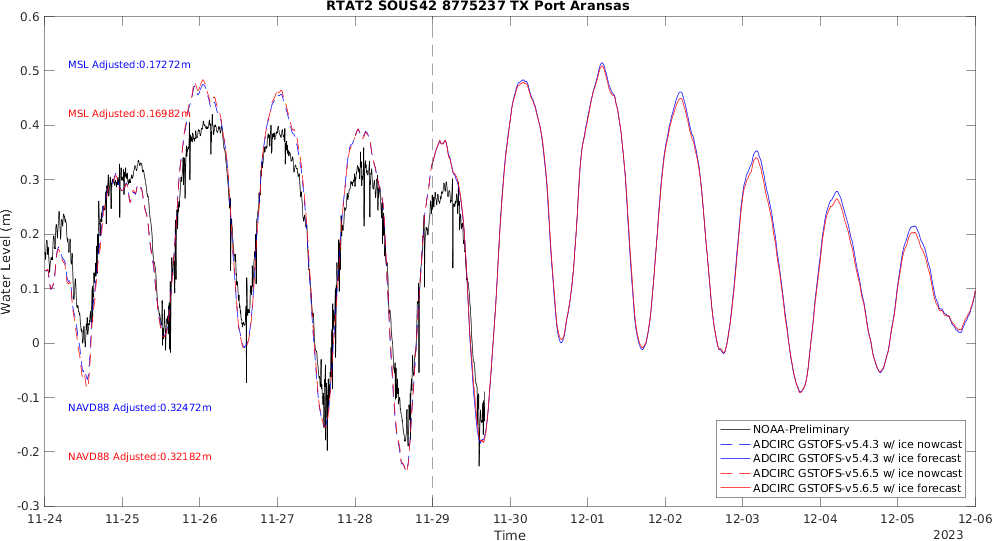 RTAT2 SOUS42 8775237 TX Port Aransas
0.6
0.5
0.4
0.3
0.2
0.1
0
-0.1
-0.2
-0.3
Water Level (m)
MSL Adjusted:0.17272m
MSL Adjusted:0.16982m
NAVD88 Adjusted:0.32472m
NAVD88 Adjusted:0.32182m
NOAA-Preliminary
ADCIRC GSTOFS-v5.4.3 w/ ice nowcast
ADCIRC GSTOFS-v5.4.3 w/ ice forecast
ADCIRC GSTOFS-v5.6.5 w/ ice nowcast
ADCIRC GSTOFS-v5.6.5 w/ ice forecast
11-24 11-25 11-26 11-27 11-28 11-29 11-30 12-01 12-02 12-03 12-04 12-05 12-06
Time
2023